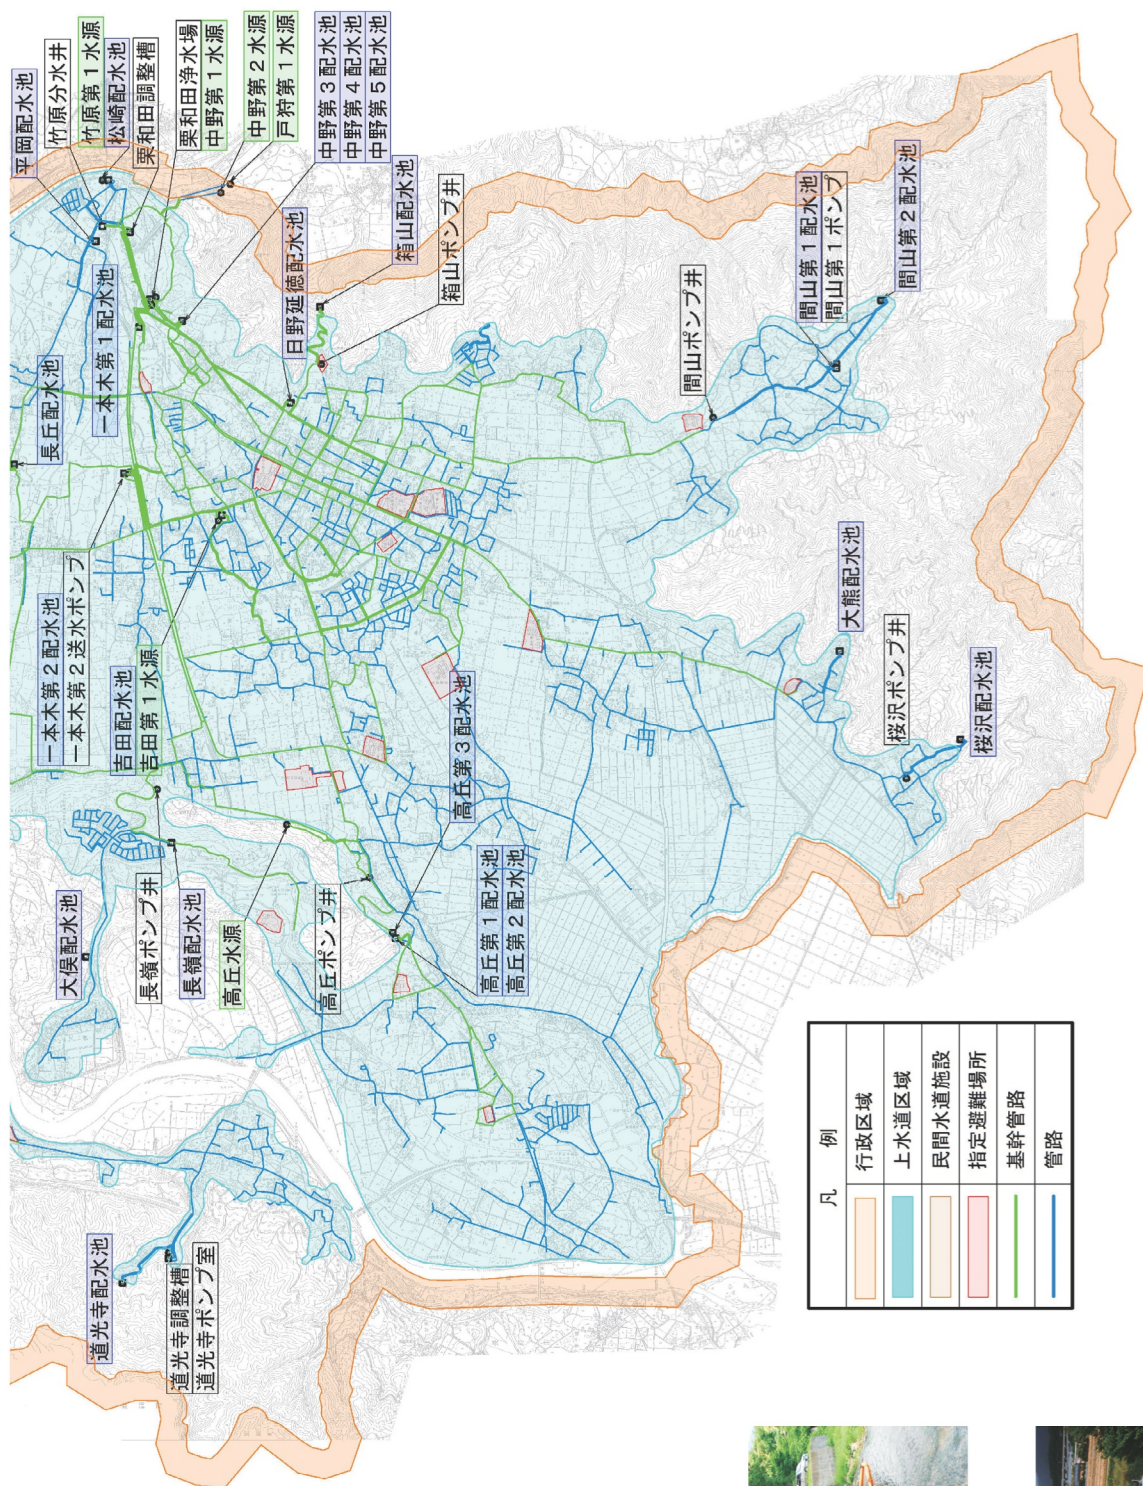 平岡配水池
竹原分水井
竹原第1水源
松崎配水池
栗和田調整槽
栗和田浄水場
中野第1水源
中野第2水源
戸狩第1水源
中野第3配水池
中野第4配水池
中野第5配水池
箱山配水池
箱山ポンプ井
日野延徳配水池
間山ポンプ井
間山第1配水池
間山第1ポンプ
間山第2配水池
長丘配水池
一本木第1配水池
一本木第2配水池
一本木第2送水ポンプ
吉田配水池
吉田第1水源
大熊配水池
桜沢ポンプ井
桜沢配水池
高丘第3配水池
高丘第1配水池
高丘第2配水池
大俣配水池
長嶺ポンプ井
長嶺配水池
高丘水源
高丘ポンプ井
道光寺配水池
道光寺調整槽
道光寺ポンプ室
凡 例
行政区域
上水道区域
民間水道施設
指定避難場所
基幹管路
管路